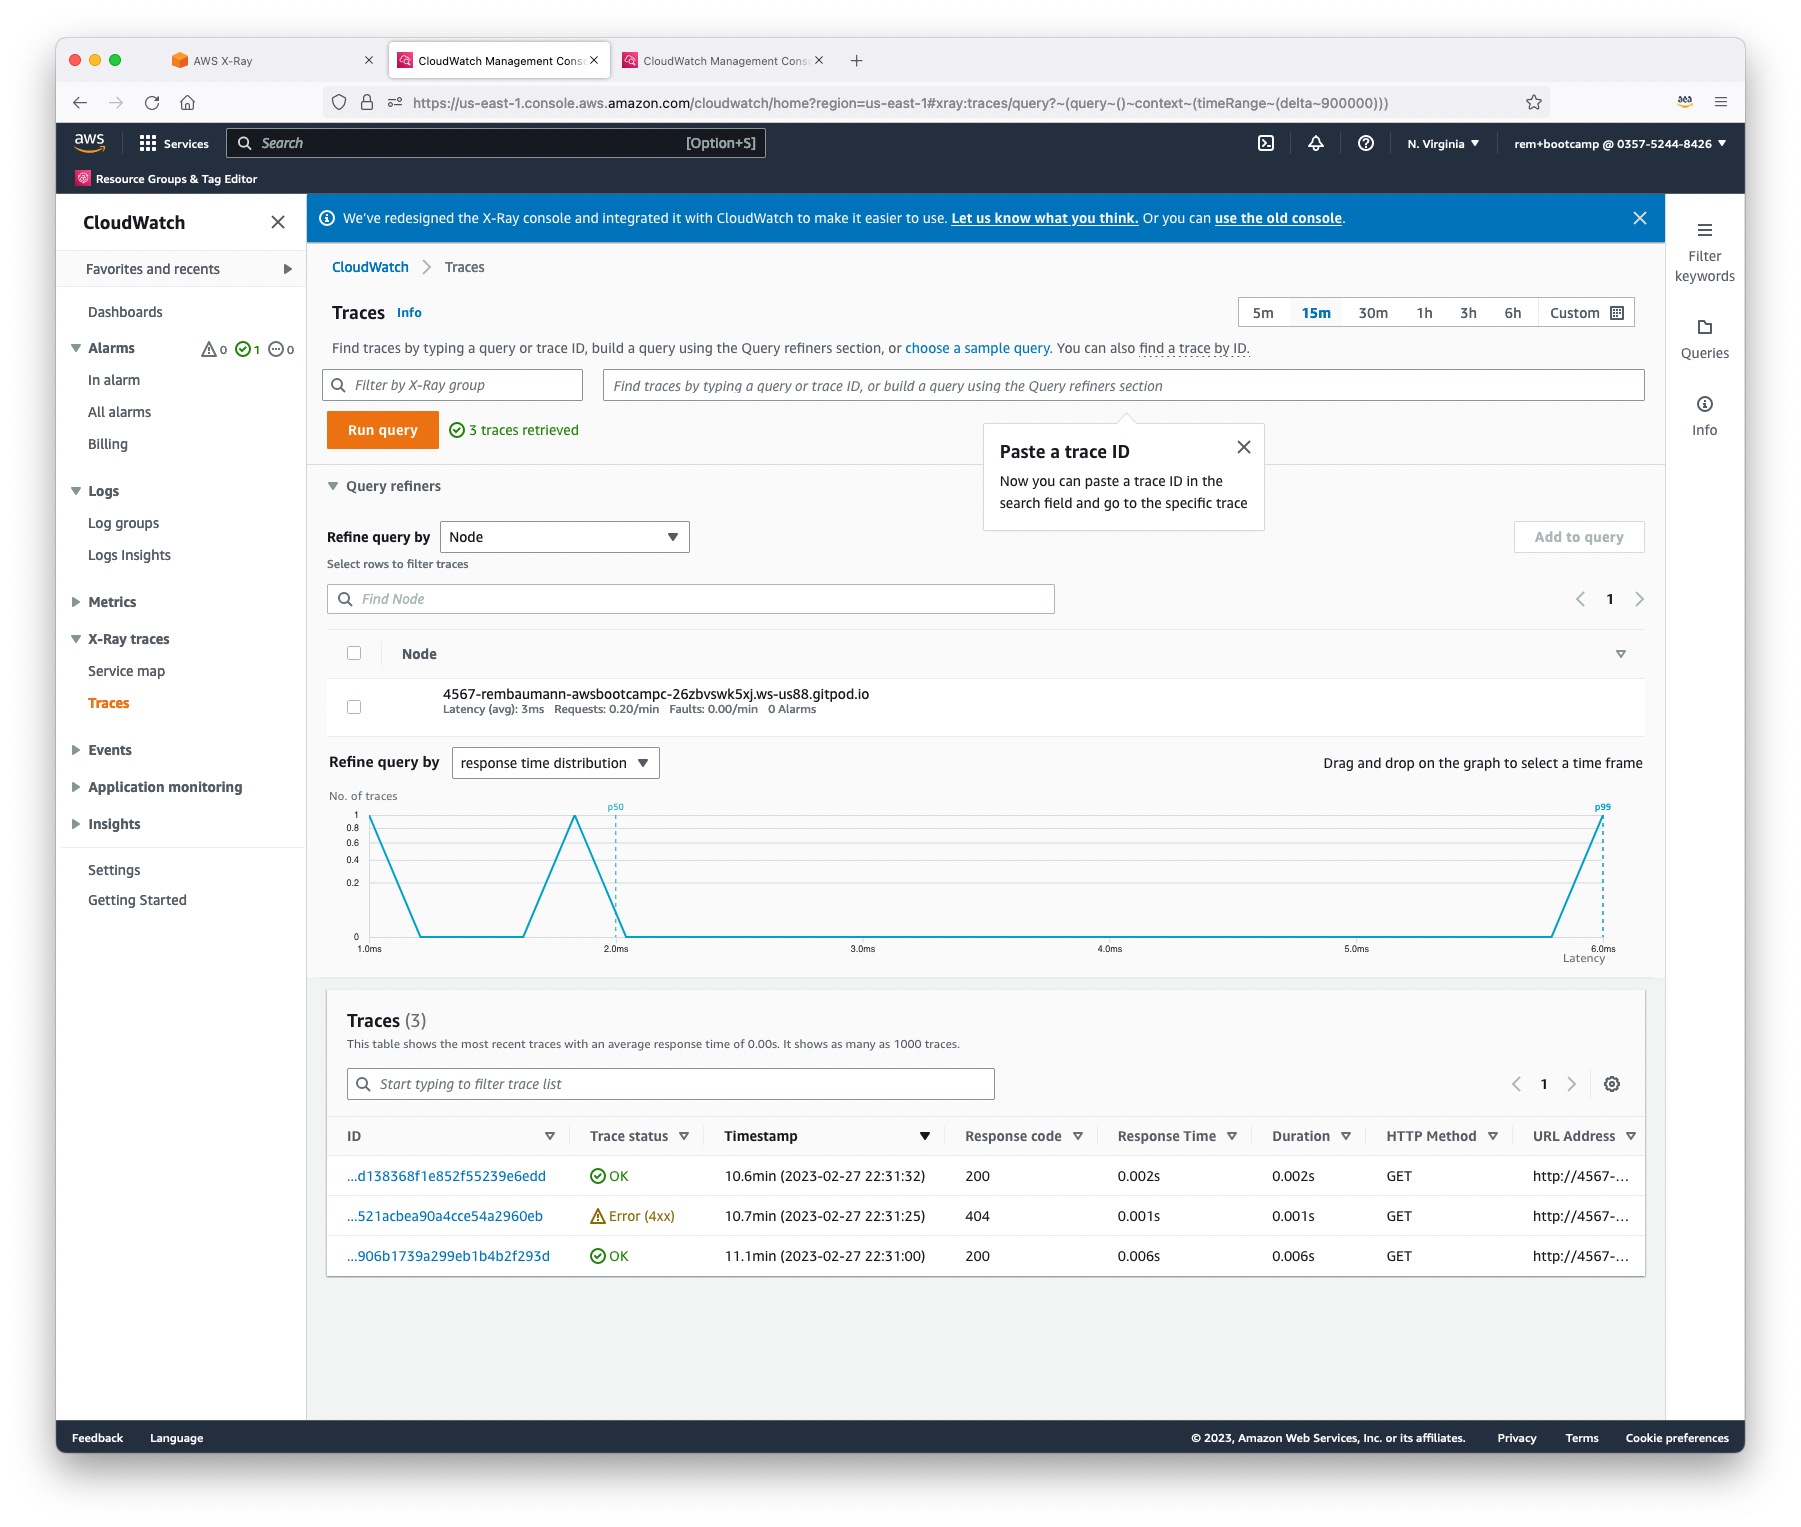 AWS X-Ray
CloudWatch Management Cons
CloudWatch Management Cons
https://us-east-1.console.aws.amazon.com/cloudwatch/home?region=us-east-1#xray:traces/query?~(query~()~context~(timeRange~(delta~900000)))
aws
Services
Search
[Option+S]
N. Virginia
rem+bootcamp @ 0357-5244-8426
Resource Groups & Tag Editor
CloudWatch
Favorites and recents
Dashboards
Alarms 0 1 0
In alarm
All alarms
Billing
Logs
Log groups
Logs Insights
Metrics
X-Ray traces
Service map
Traces
Events
Application monitoring
Insights
Settings
Getting Started
We've redesigned the X-Ray console and integrated it with CloudWatch to make it easier to use. Let us know what you think. Or you can use the old console.
CloudWatch
Traces
Traces Info
5m 15m 30m 1h 3h 6h Custom
Find traces by typing a query or trace ID, build a query using the Query refiners section, or choose a sample query. You can also find a trace by ID.
Filter by X-Ray group
Find traces by typing a query or trace ID, or build a query using the Query refiners section
Run query
3 traces retrieved
Paste a trace ID
Now you can paste a trace ID in the
search field and go to the specific trace
Query refiners
Refine query by Node
Add to query
Select rows to filter traces
Find Node
1
Node
4567-rembaumann-awsbootcampc-26zbvswk5xj.ws-us88.gitpod.io
Latency (avg): 3ms Requests: 0.20/min Faults: 0.00/min 0 Alarms
Refine query by response time distribution
Drag and drop on the graph to select a time frame
No. of traces
p50 p99
1
0.8
0.6
0.4
0.2
0
1.0ms 2.0ms 3.0ms 4.0ms 5.0ms 6.0ms
Latency
Traces (3)
This table shows the most recent traces with an average response time of 0.00s. It shows as many as 1000 traces.
Start typing to filter trace list
1
ID Trace status Timestamp Response code Response Time Duration HTTP Method URL Address
...d138368f1e852f55239e6edd OK 10.6min (2023-02-27 22:31:32) 200 0.002s 0.002s GET http://4567-...
...521acbea90a4cce54a2960eb Error (4xx) 10.7min (2023-02-27 22:31:25) 404 0.001s 0.001s GET http://4567-...
...906b1739a299eb1b4b2f293d OK 11.1min (2023-02-27 22:31:00) 200 0.006s 0.006s GET http://4567-...
Filter
keywords
Queries
Info
Feedback
Language
© 2023, Amazon Web Services, Inc. or its affiliates.
Privacy
Terms
Cookie preferences